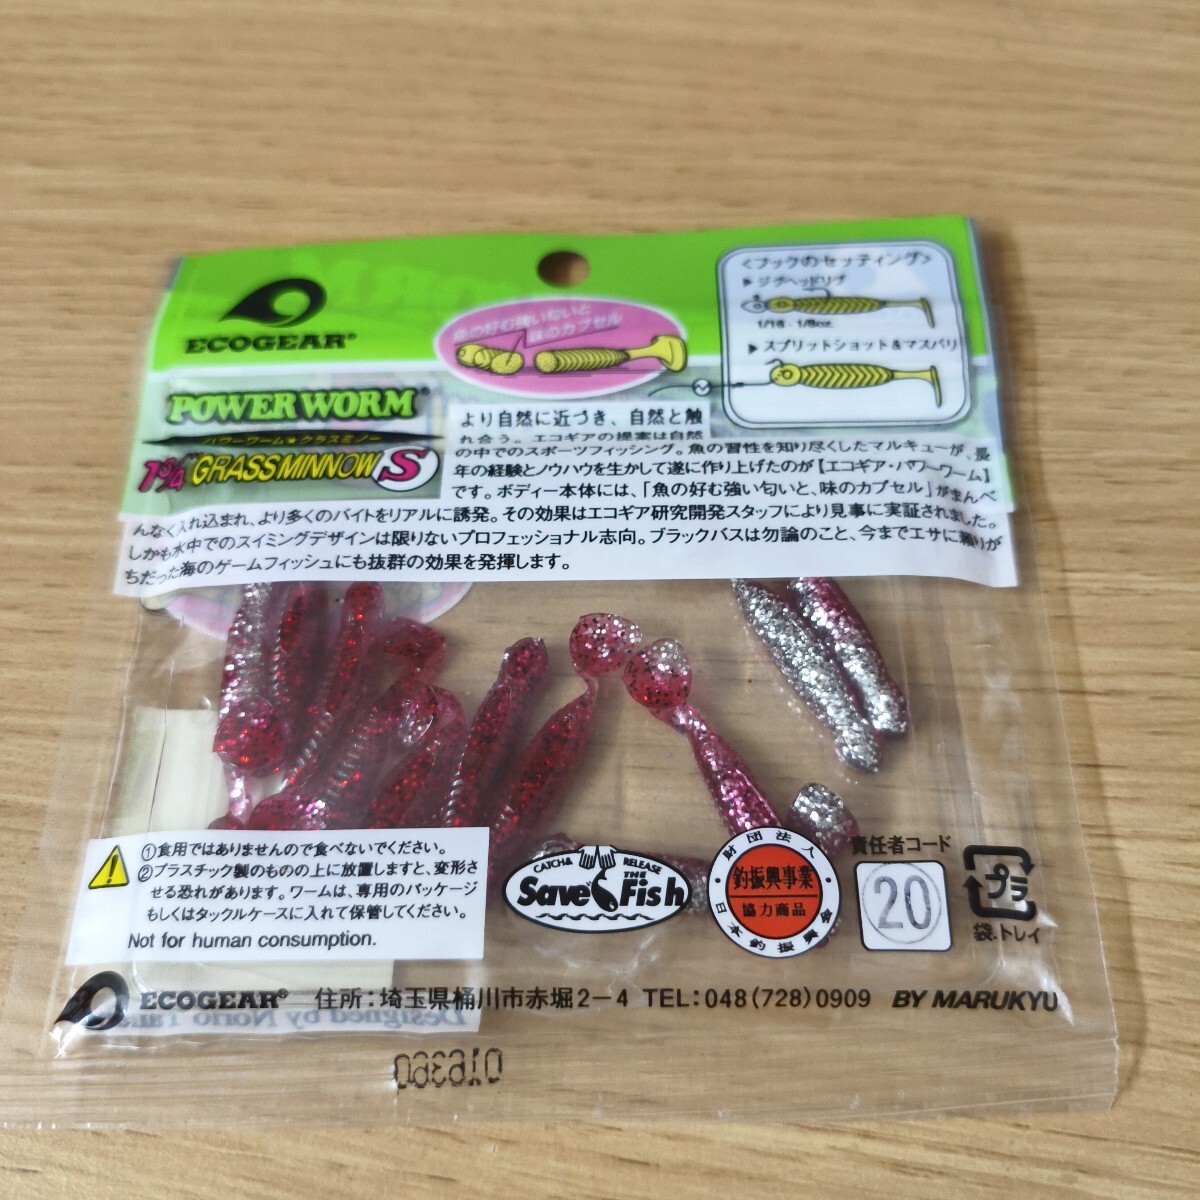 ECOGEAR®
魚の好む強い匂いと
味のカプセル
<フックのセッティング>
▶ジグヘッドリグ
1/16・1/8oz.
▶スプリットショット&マスバリ
POWER WORM®
パワーワーム★グラスミノー
1 3/4" GRASS MINNOW S
より自然に近づき、自然と触
れ合う。エコギアの提案は自然
の中でのスポーツフィッシング。魚の習性を知り尽くしたマルキューが、長
年の経験とノウハウを生かして遂に作り上げたのが【エコギア・パワーワーム】
です。ボディー本体には、「魚の好む強い匂いと、味のカプセル」がまんべ
んなく入れ込まれ、より多くのバイトをリアルに誘発。その効果はエコギア研究開発スタッフにより見事に実証されました。
しかも水中でのスイミングデザインは限りないプロフェッショナル志向。ブラックバスは勿論のこと、今までエサに頼りが
ちだった海のゲームフィッシュにも抜群の効果を発揮します。
①食用ではありませんので食べないでください。
②プラスチック製のものの上に放置しますと、変形さ
せる恐れがあります。ワームは、専用のパッケージ
もしくはタックルケースに入れて保管してください。
Not for human consumption.
CATCH & RELEASE
Save THE Fish
財団法人
釣振興事業
協力商品
日本釣振興会
責任者コード
20
プラ
袋.トレイ
ECOGEAR® 住所:埼玉県桶川市赤堀2-4 TEL:048(728)0909 BY MARUKYU